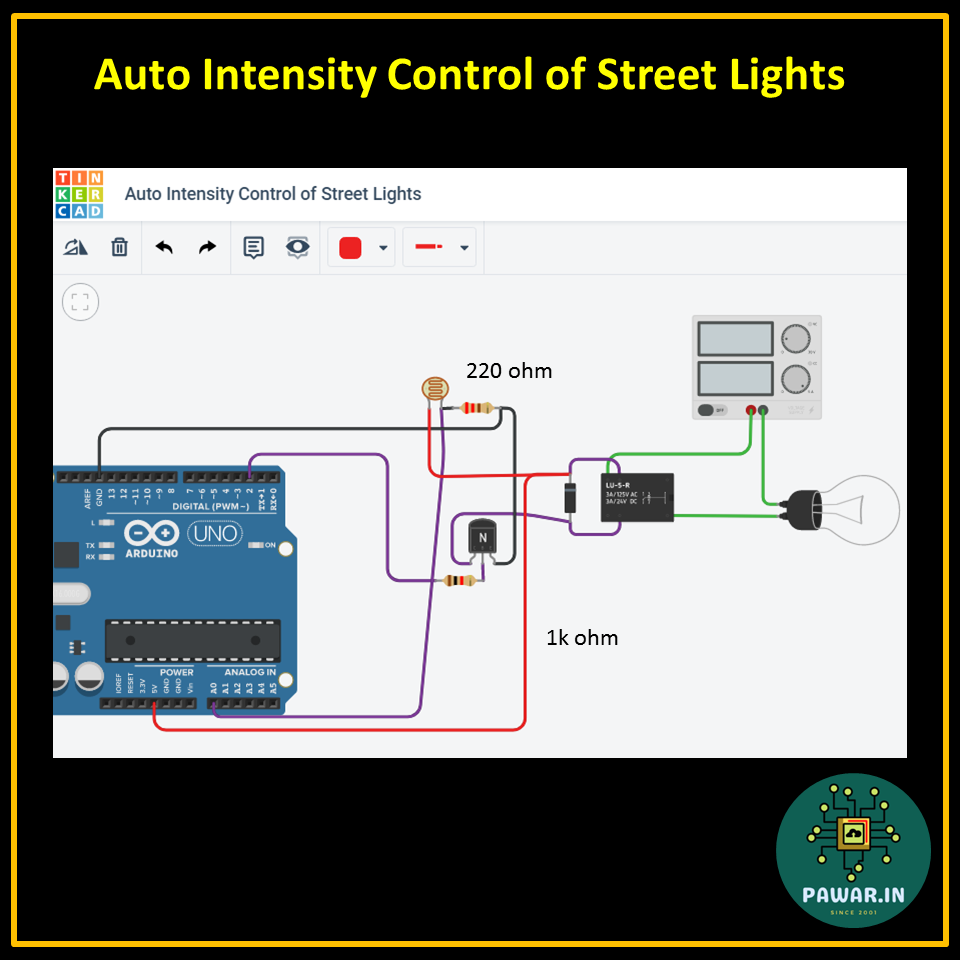 Auto Intensity Control of Street Lights
TIN
KER
CAD
Auto Intensity Control of Street Lights
220 ohm
OFF
LU-5-R
3A/125V AC
3A/24V DC
AREF
GND
13
12
~11
~10
~9
8
7
~6
~5
4
~3
2
TX→1
RX←0
DIGITAL (PWM~)
L
TX
RX
ARDUINO
UNO
ON
N
1k ohm
POWER
ANALOG IN
IOREF
RESET
3.3V
5V
GND
GND
Vin
A0
A1
A2
A3
A4
A5
PAWAR.IN
SINCE 2001